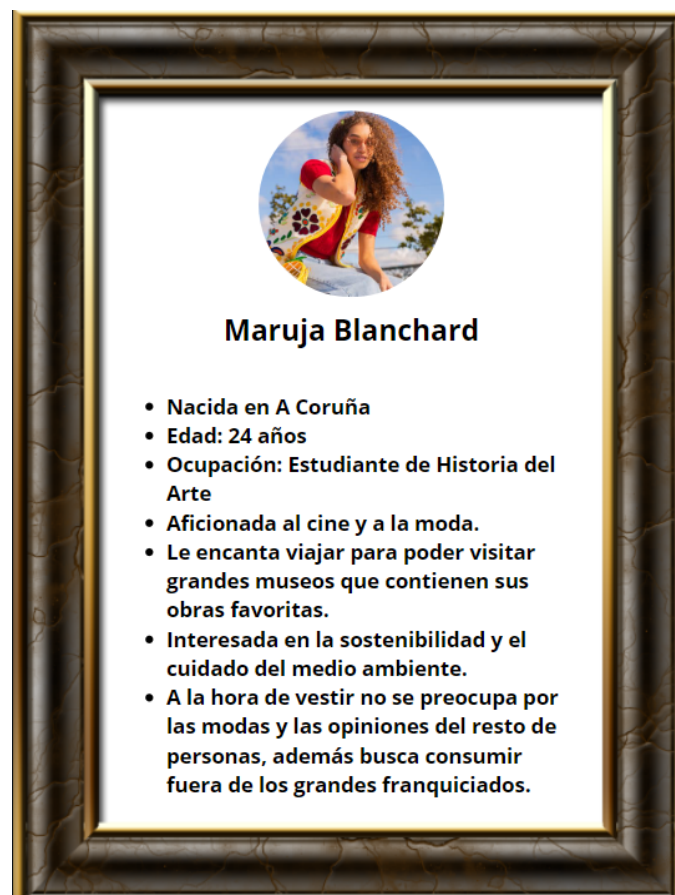 Maruja Blanchard
• Nacida en A Coruña
• Edad: 24 años
• Ocupación: Estudiante de Historia del
Arte
• Aficionada al cine y a la moda.
• Le encanta viajar para poder visitar
grandes museos que contienen sus
obras favoritas.
• Interesada en la sostenibilidad y el
cuidado del medio ambiente.
• A la hora de vestir no se preocupa por
las modas y las opiniones del resto de
personas, además busca consumir
fuera de los grandes franquiciados.